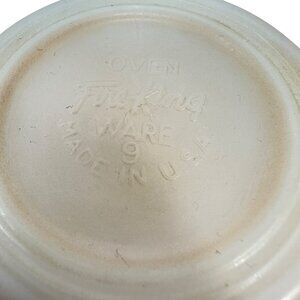 OVEN
Fire-King
WARE
9
MADE IN U.S.A.